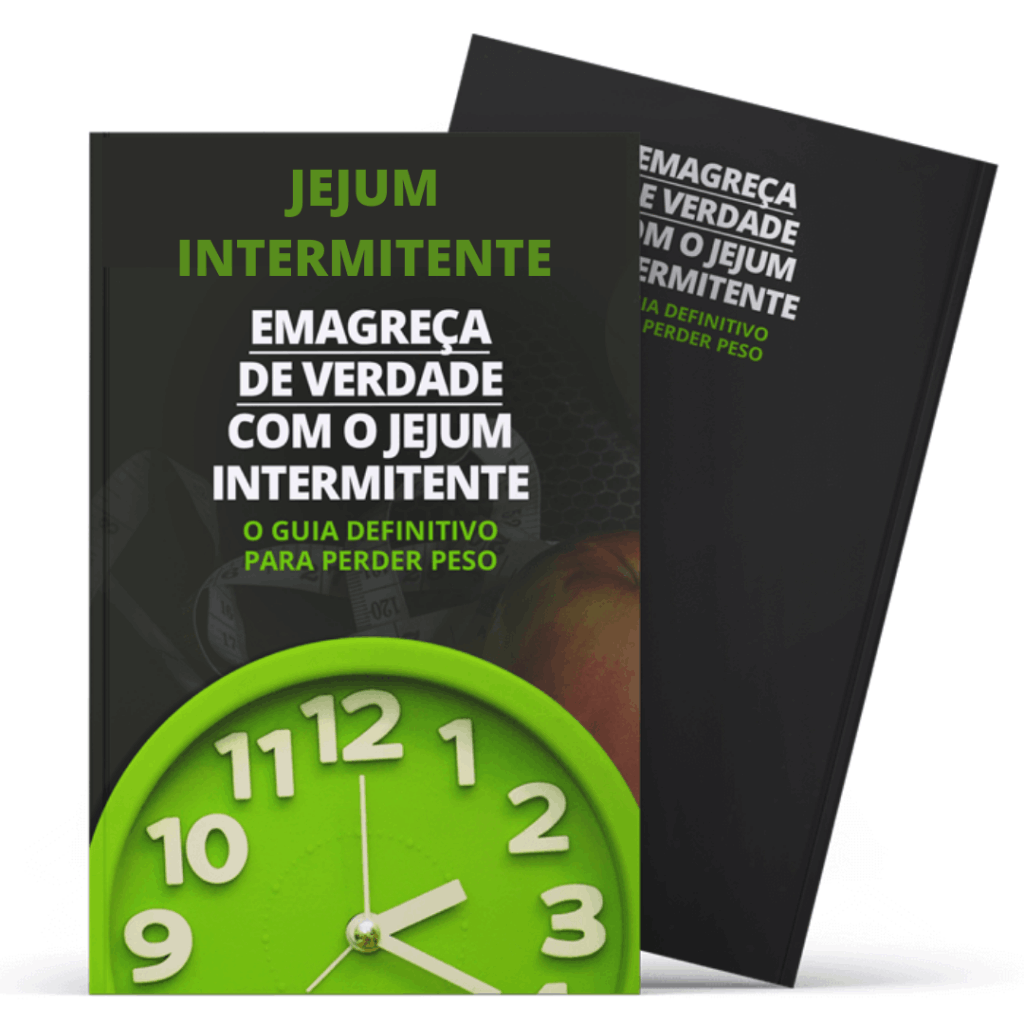 JEJUM
INTERMITENTE
EMAGREÇA
DE VERDADE
COM O JEJUM
INTERMITENTE
O GUIA DEFINITIVO
PARA PERDER PESO
120
12
11
1
10
2
9
3
EMAGREÇA
E VERDADE
OM O JEJUM
ERMITENTE
IA DEFINITIVO
PERDER PESO